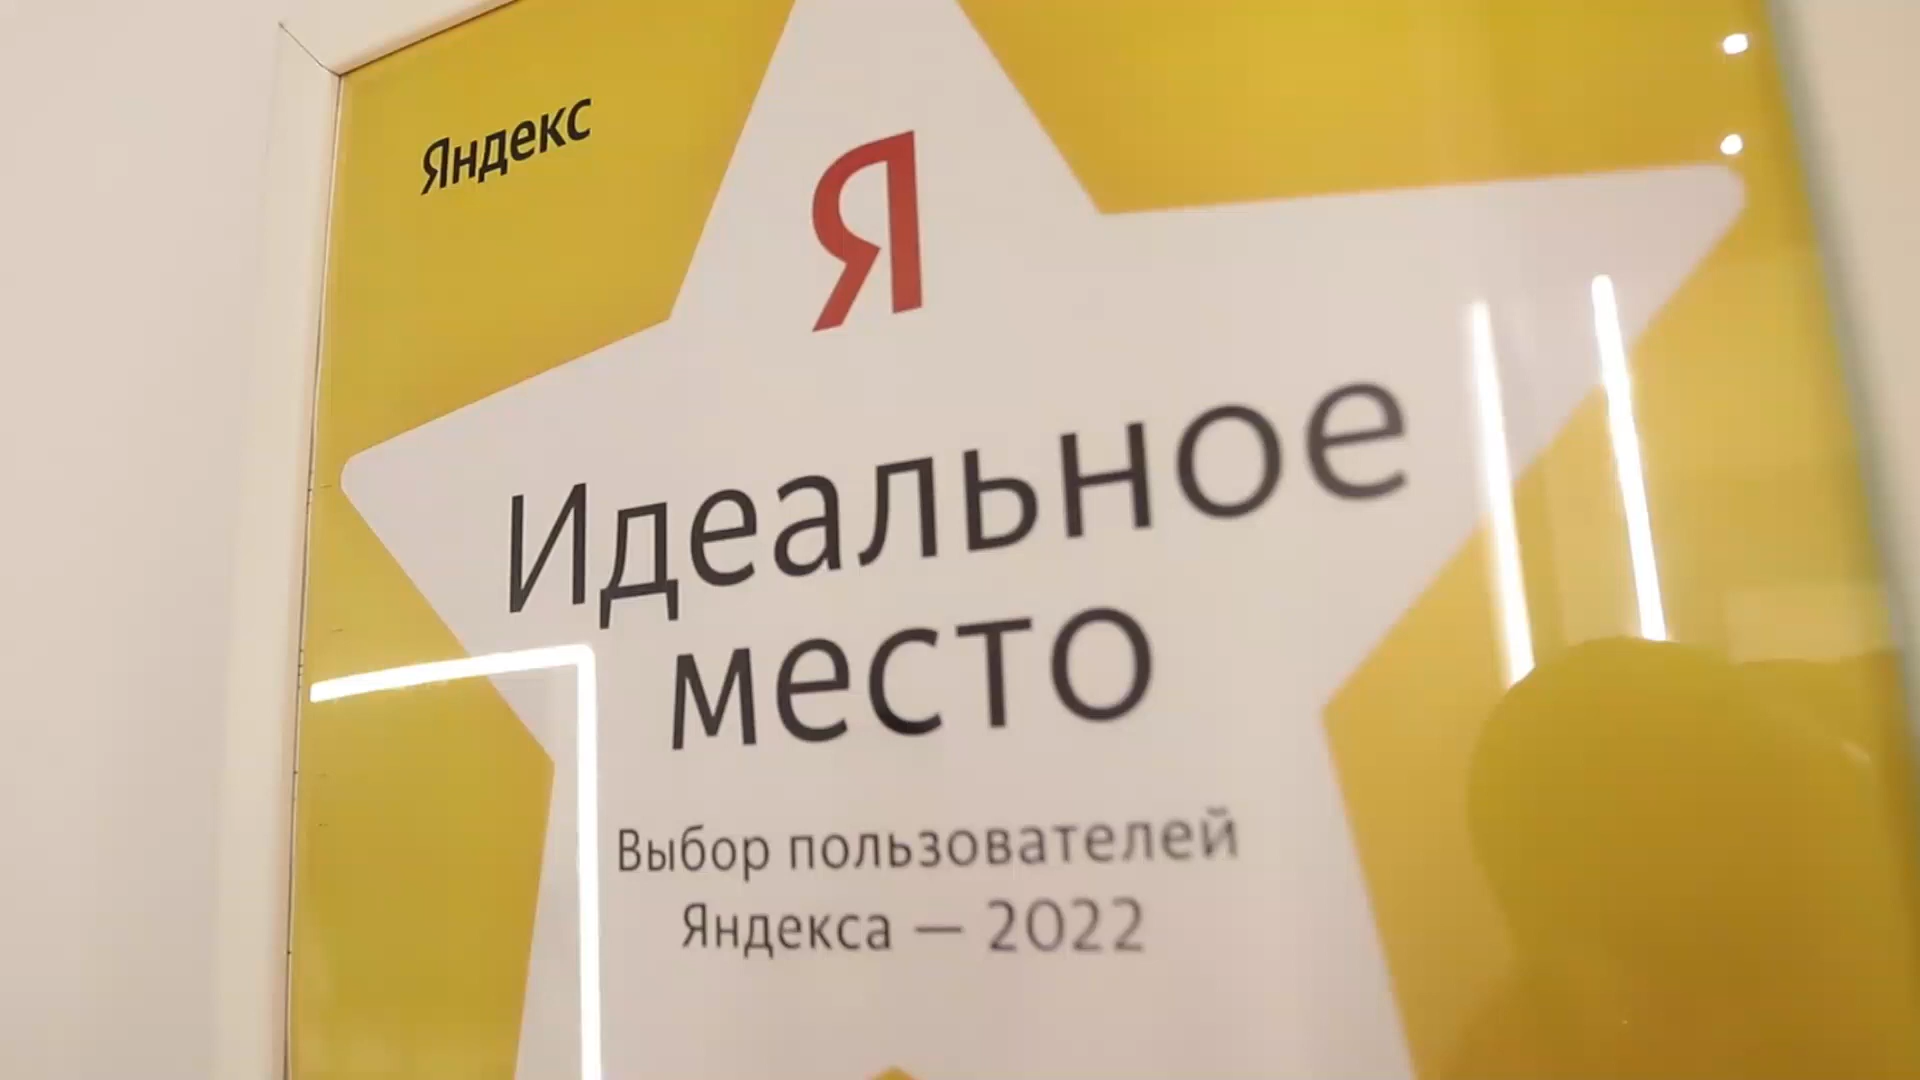 Яндекс
Я
Идеальное
место
Выбор пользователей
Яндекса — 2022